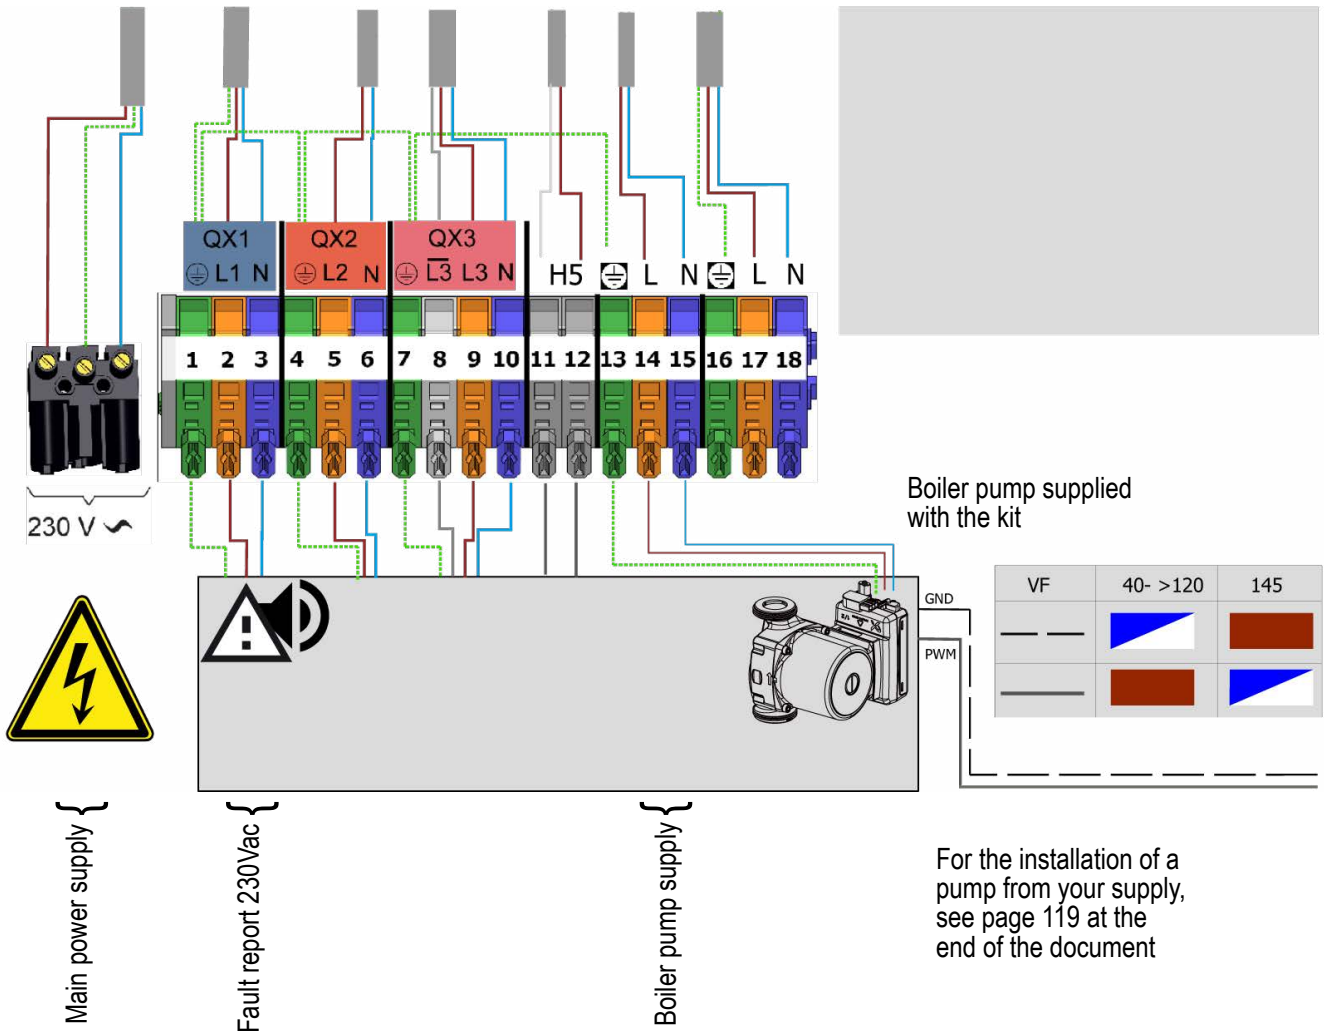 QX1
QX2
QX3
L1 N
L2 N
L3 L3 N
H5
L N
L N
1 2 3 4 5 6 7 8 9 10 11 12 13 14 15 16 17 18
230 V
Boiler pump supplied
with the kit
GND
PWM
VF 40- >120 145
Main power supply
Fault report 230Vac
Boiler pump supply
For the installation of a
pump from your supply,
see page 119 at the
end of the document